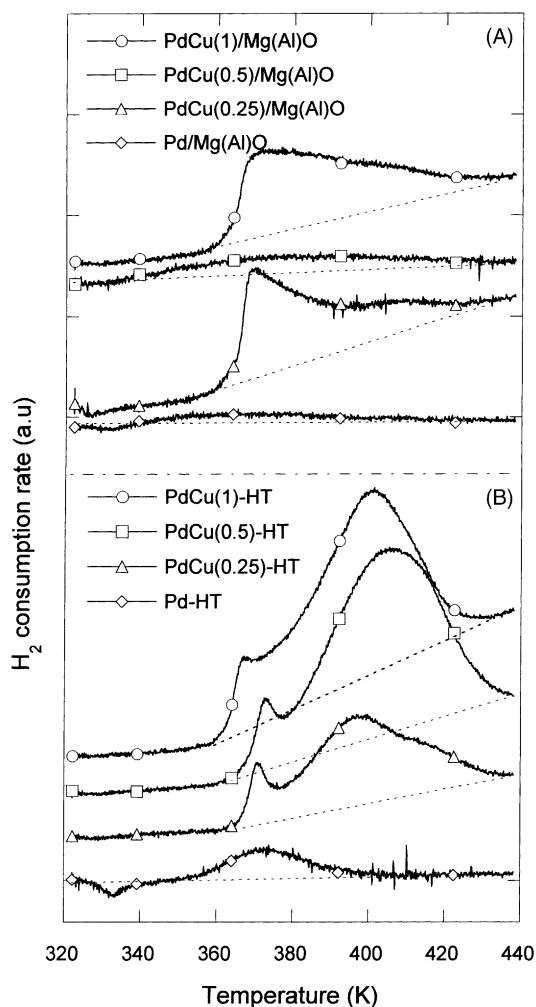 (A)
PdCu(1)/Mg(Al)O
PdCu(0.5)/Mg(Al)O
PdCu(0.25)/Mg(Al)O
Pd/Mg(Al)O
(B)
PdCu(1)-HT
PdCu(0.5)-HT
PdCu(0.25)-HT
Pd-HT
H2 consumption rate (a.u)
320 340 360 380 400 420 440
Temperature (K)